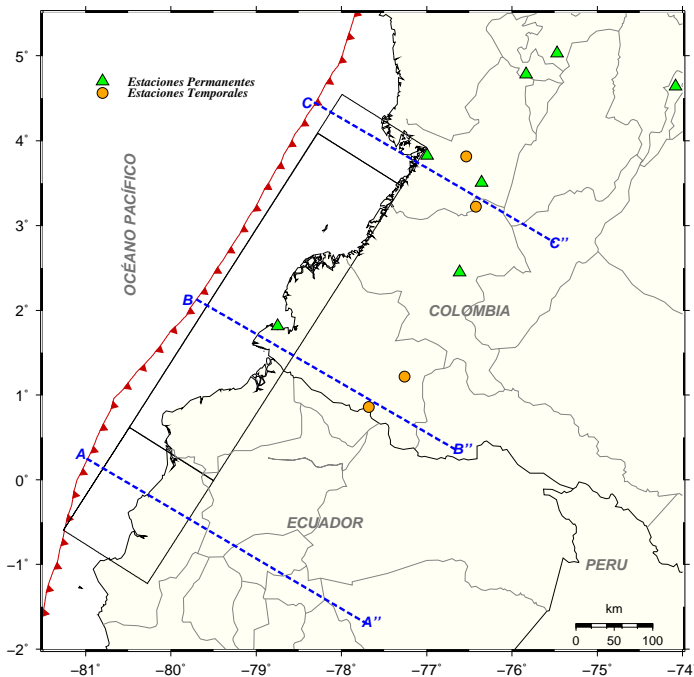 5°
Estaciones Permanentes
Estaciones Temporales
C
4°
OCÉANO PACÍFICO
3°
C''
B
2°
COLOMBIA
1°
A
B''
0°
ECUADOR
−1°
PERU
km
A''
0 50 100
−2°
−81 −80 −79 −78 −77 −76 −75 −74